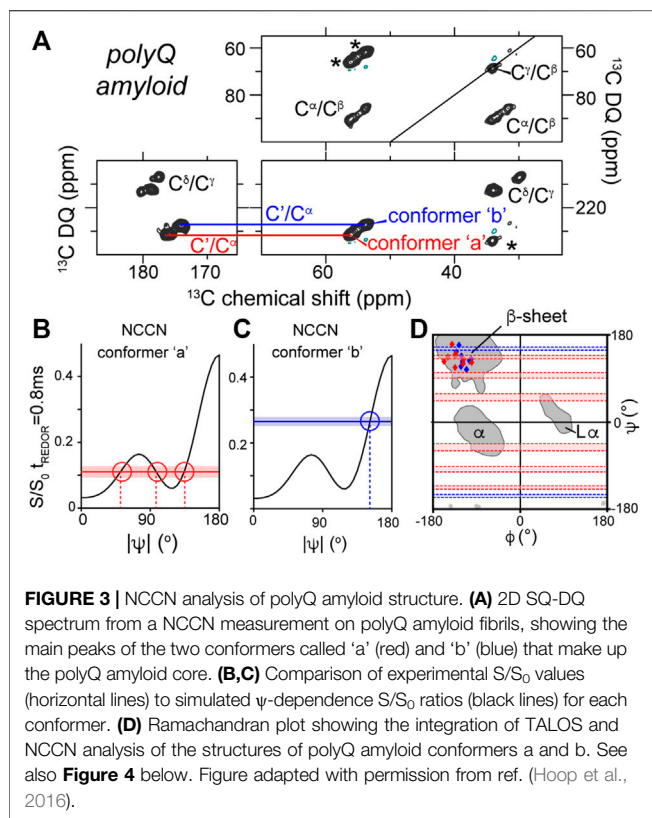 A
polyQ
amyloid
*
*
60
80
¹³C DQ (ppm)
Cγ/Cβ
Cα/Cβ
Cα/Cβ
¹³C DQ (ppm)
Cδ/Cγ
C'/Cα
C'/Cα
conformer 'b'
conformer 'a'
Cδ/Cγ
*
220
180
170
60
40
¹³C chemical shift (ppm)
B
NCCN
conformer 'a'
S/S₀ t_REDOR=0.8ms
0.4
0.2
0
0
90
180
|ψ| (°)
C
NCCN
conformer 'b'
0.4
0.3
0.2
0.1
0
0
90
180
|ψ| (°)
D
β-sheet
α
Lα
180
0
-180
ψ (°)
-180
0
180
ϕ (°)
FIGURE 3 | NCCN analysis of polyQ amyloid structure. (A) 2D SQ-DQ
spectrum from a NCCN measurement on polyQ amyloid fibrils, showing the
main peaks of the two conformers called 'a' (red) and 'b' (blue) that make up
the polyQ amyloid core. (B,C) Comparison of experimental S/S₀ values
(horizontal lines) to simulated ψ-dependence S/S₀ ratios (black lines) for each
conformer. (D) Ramachandran plot showing the integration of TALOS and
NCCN analysis of the structures of polyQ amyloid conformers a and b. See
also Figure 4 below. Figure adapted with permission from ref. (Hoop et al.,
2016).